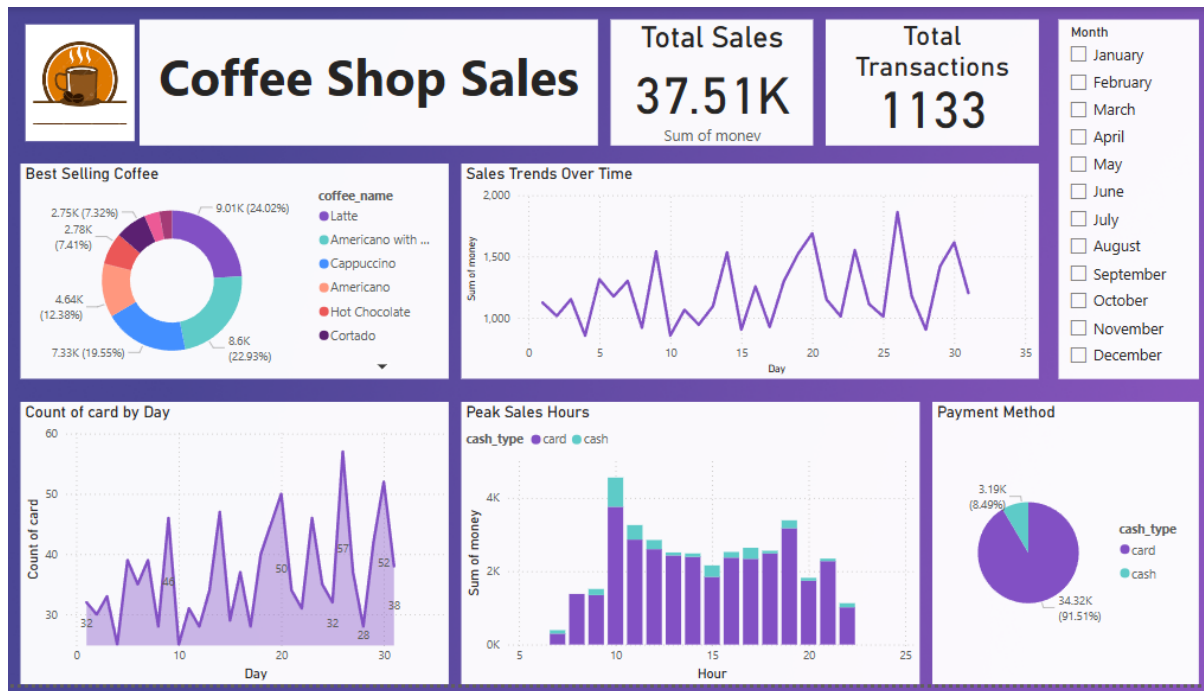 Coffee Shop Sales
Total Sales
37.51K
Sum of money
Total
Transactions
1133
Month
January
February
March
April
May
June
July
August
September
October
November
December
Best Selling Coffee
2.75K (7.32%)
2.78K
(7.41%)
4.64K
(12.38%)
7.33K (19.55%)
9.01K (24.02%)
8.6K
(22.93%)
coffee_name
Latte
Americano with ...
Cappuccino
Americano
Hot Chocolate
Cortado
Sales Trends Over Time
Sum of money
2,000
1,500
1,000
0
5
10
15
20
25
30
35
Day
Count of card by Day
Count of card
60
50
40
30
32
46
50
57
32
28
52
38
0
10
20
30
Day
Peak Sales Hours
cash_type card cash
Sum of money
4K
2K
0K
5
10
15
20
25
Hour
Payment Method
3.19K
(8.49%)
34.32K
(91.51%)
cash_type
card
cash